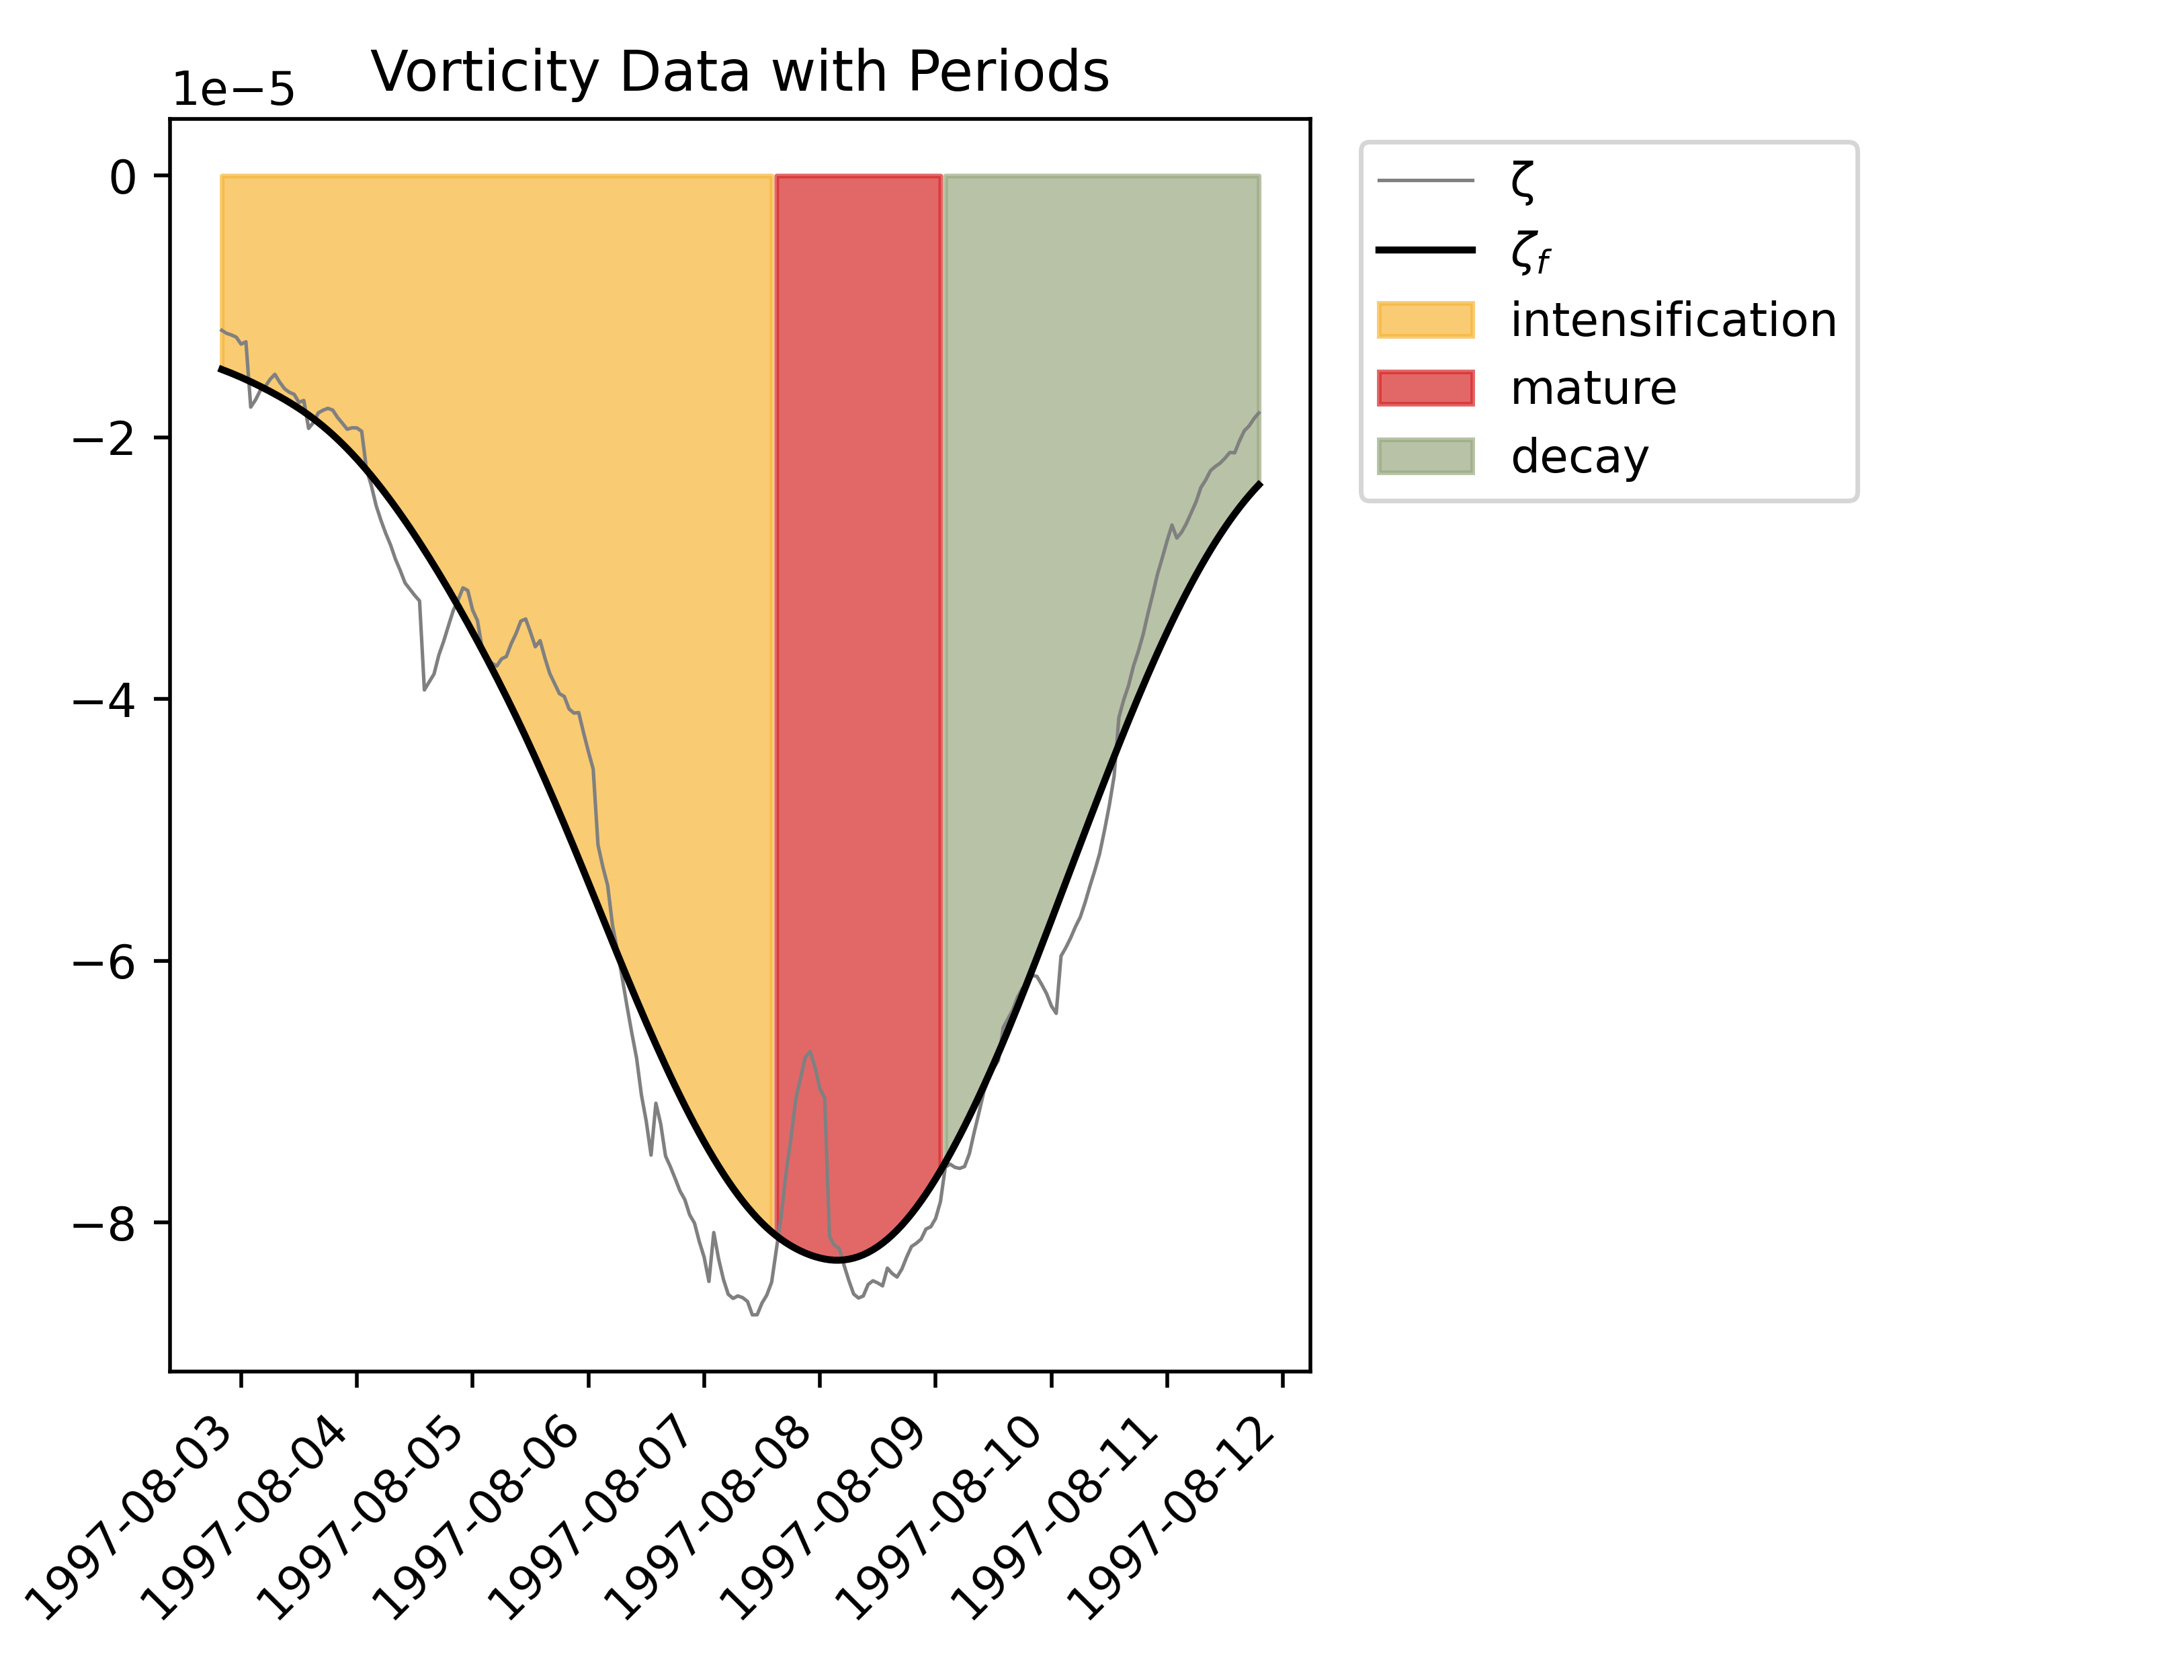 Vorticity Data with Periods
1e−5
0
−2
−4
−6
−8
1997-08-03
1997-08-04
1997-08-05
1997-08-06
1997-08-07
1997-08-08
1997-08-09
1997-08-10
1997-08-11
1997-08-12
ζ
ζf
intensification
mature
decay